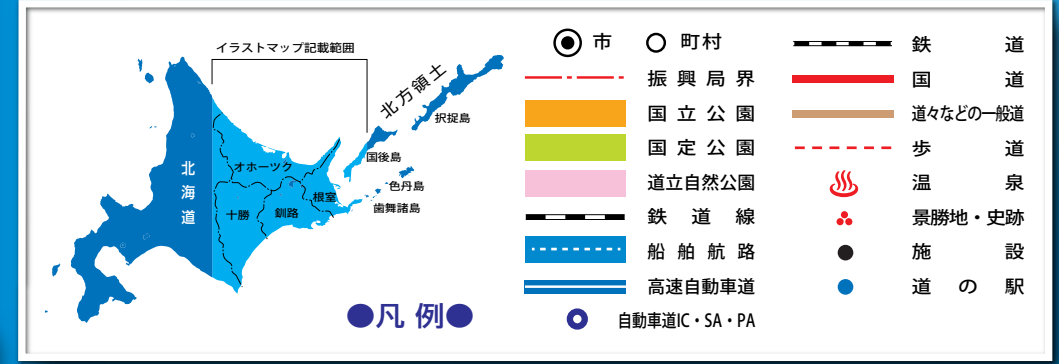 イラストマップ記載範囲
北方領土
択捉島
国後島
色丹島
歯舞諸島
北海道
オホーツク
根室
十勝
釧路
●凡例●
市
町村
振興局界
国立公園
国定公園
道立自然公園
鉄道線
船舶航路
高速自動車道
自動車道IC・SA・PA
鉄道
国道
道々などの一般道
歩道
温泉
景勝地・史跡
施設
道の駅